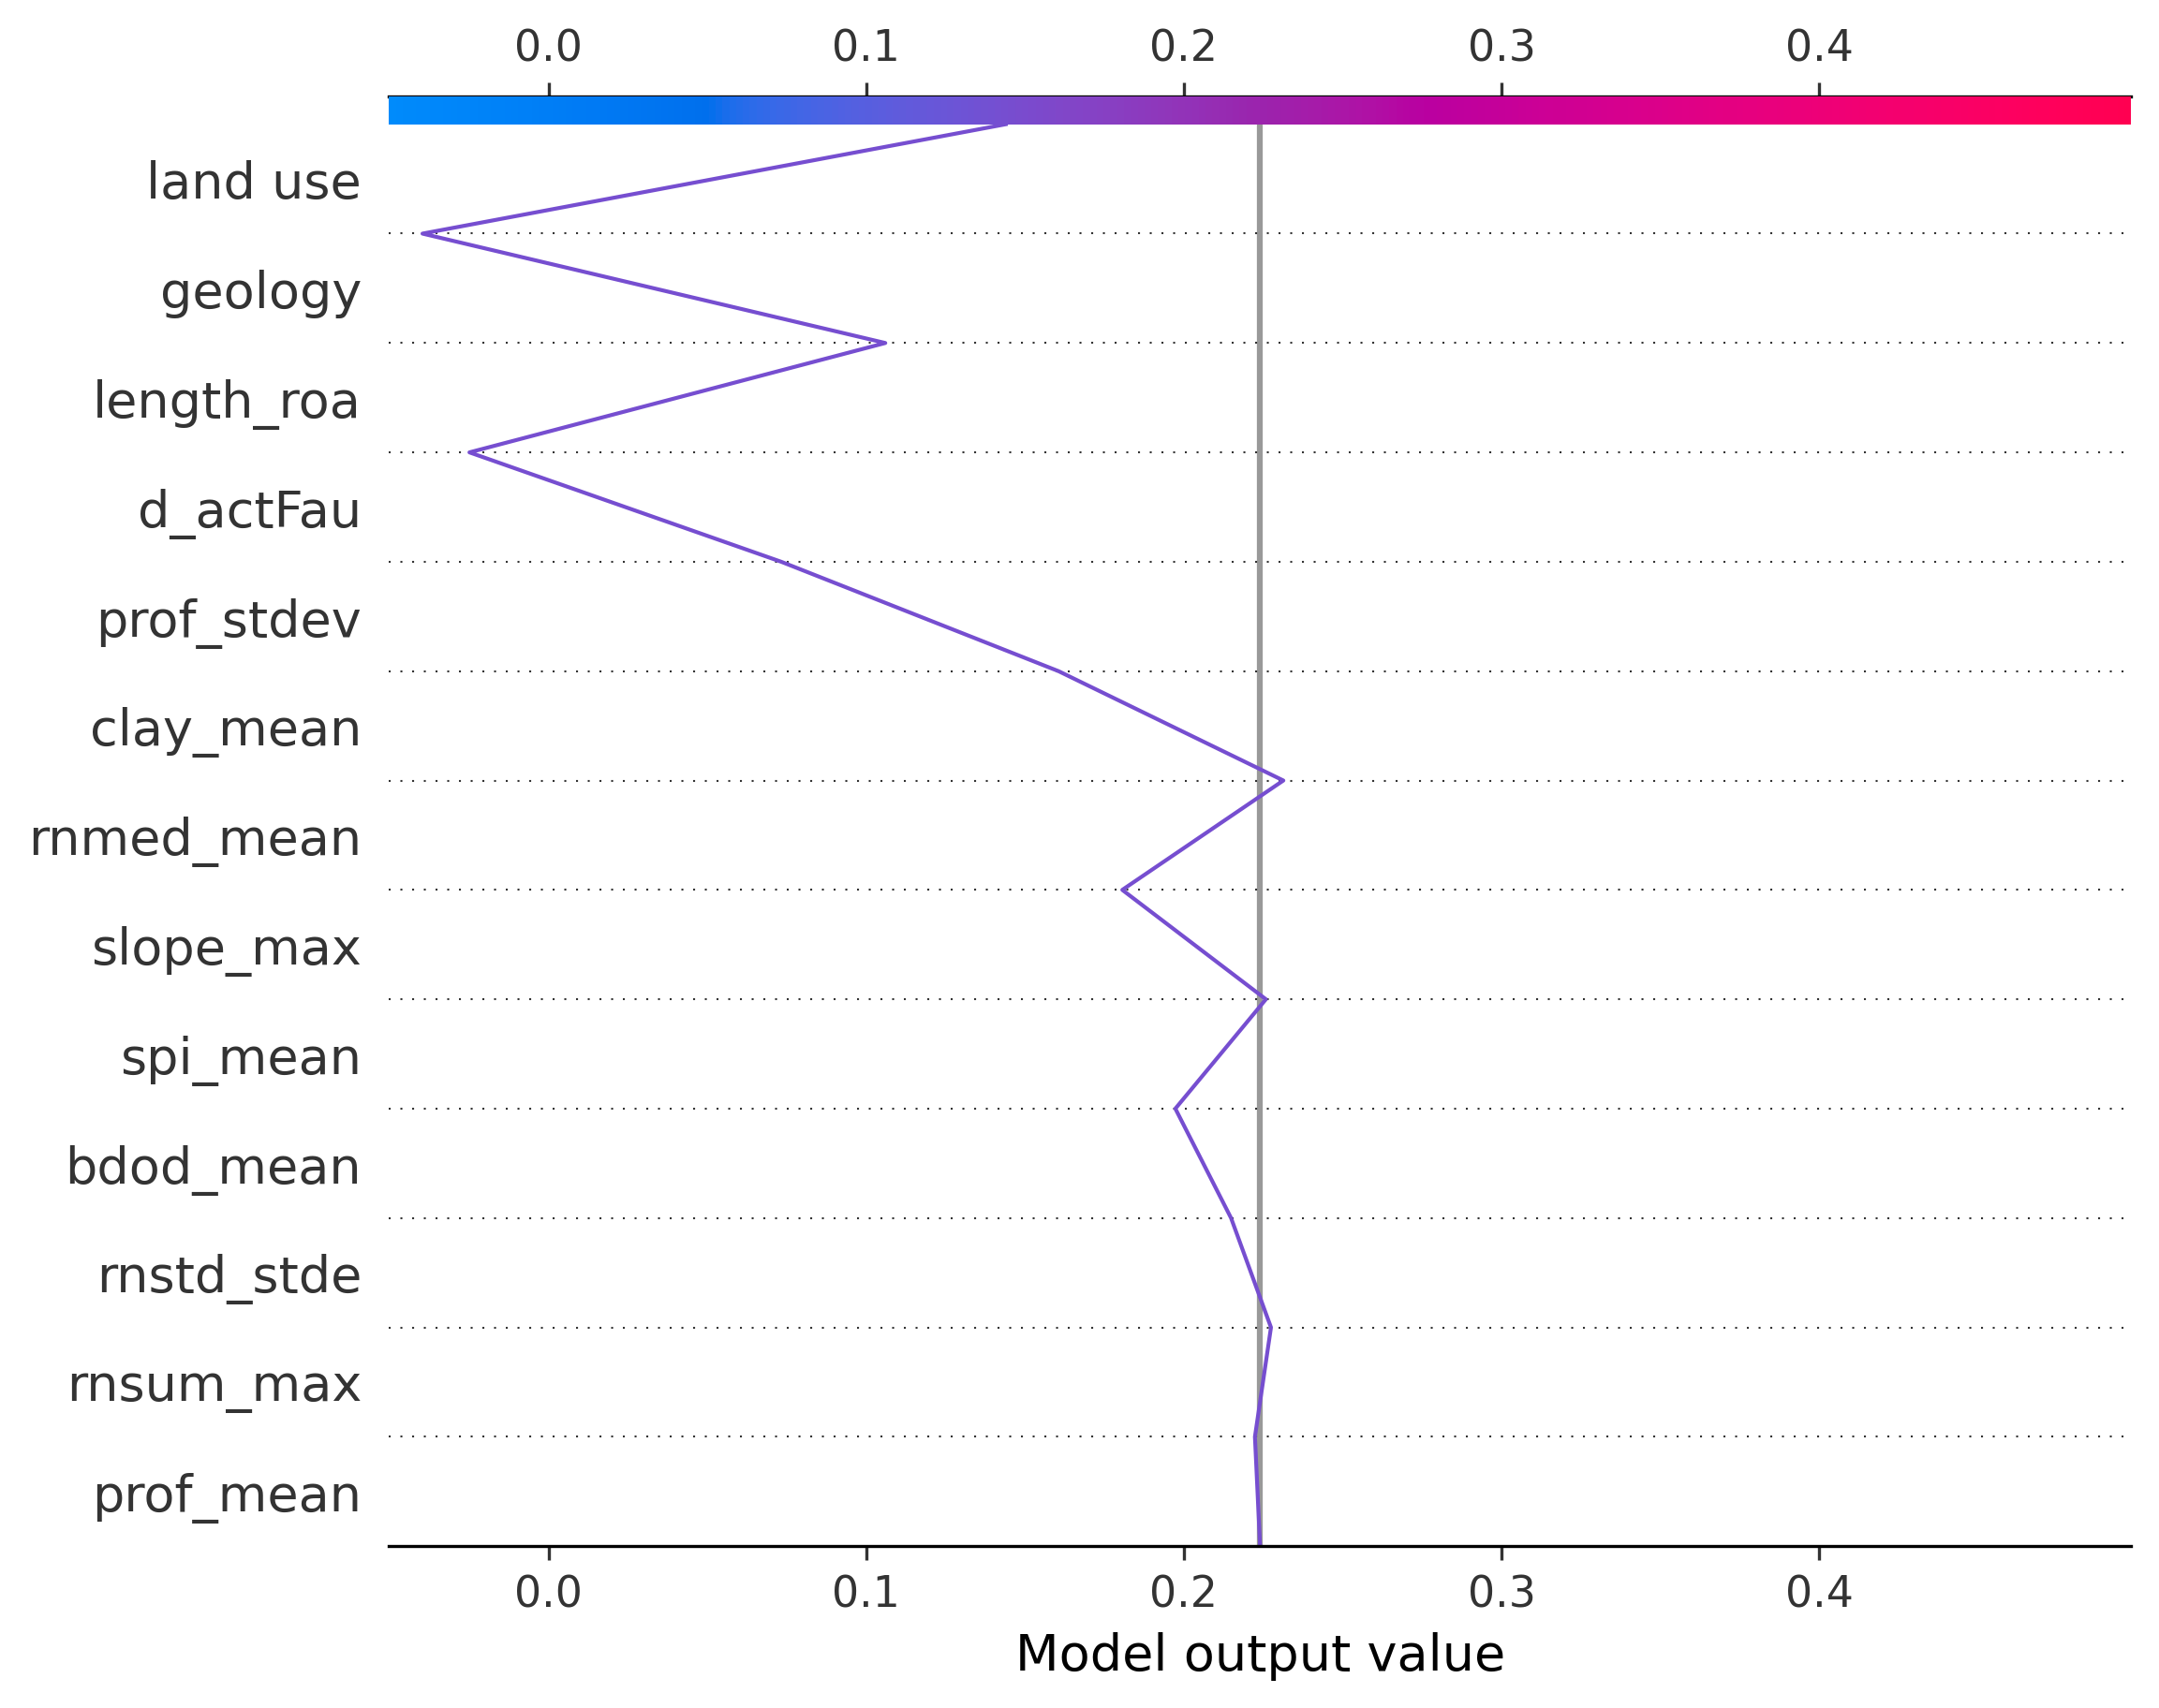 0.0 0.1 0.2 0.3 0.4
land use
geology
length_roa
d_actFau
prof_stdev
clay_mean
rnmed_mean
slope_max
spi_mean
bdod_mean
rnstd_stde
rnsum_max
prof_mean
0.0 0.1 0.2 0.3 0.4
Model output value